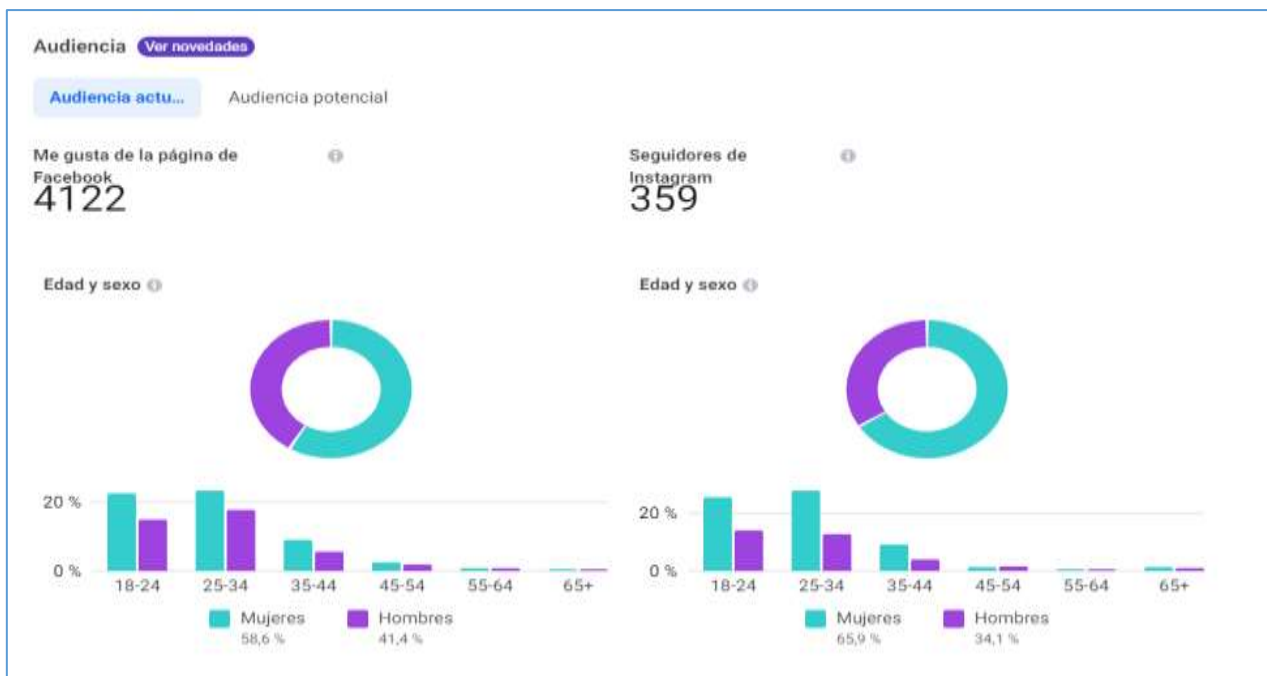 Audiencia Ver novedades
Audiencia actu... Audiencia potencial
Me gusta de la página de
Facebook
4122
Seguidores de
Instagram
359
Edad y sexo
20 %
0 %
18-24 25-34 35-44 45-54 55-64 65+
Mujeres Hombres
58,6 % 41,4 %
Edad y sexo
20 %
0 %
18-24 25-34 35-44 45-54 55-64 65+
Mujeres Hombres
65,9 % 34,1 %